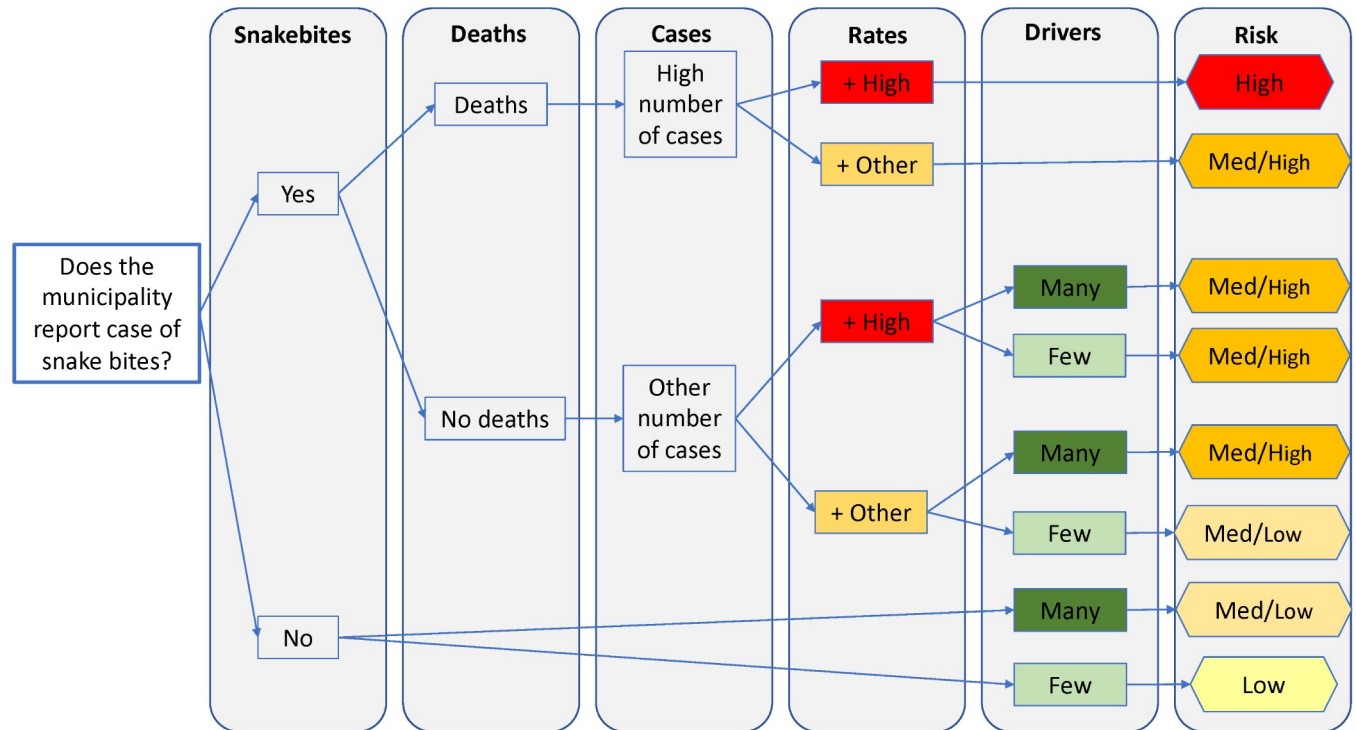 Snakebites
Deaths
Cases
Rates
Drivers
Risk
Does the
municipality
report case of
snake bites?
Yes
No
Deaths
No deaths
High
number
of cases
Other
number
of cases
+ High
+ Other
+ High
+ Other
Many
Few
Many
Few
Many
Few
High
Med/High
Med/High
Med/High
Med/High
Med/Low
Med/Low
Low